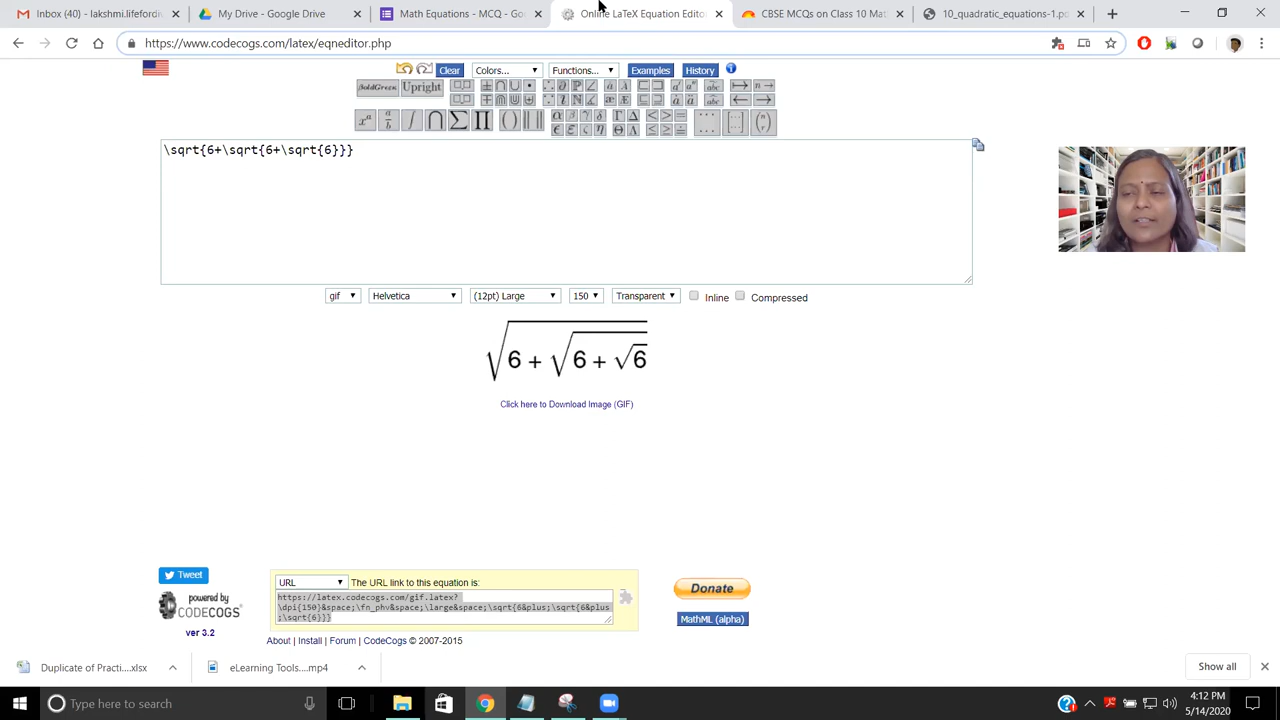 Inbox (40) - lakshmi.lifefordiv
My Drive - Google Drive
Math Equations - MCQ - Go
Online LaTeX Equation Edito
CBSE MCQs on Class 10 Mat
10_quadratic_equations-1.p
https://www.codecogs.com/latex/eqneditor.php
Clear
Colors...
Functions...
Examples
History
BoldGreek
Upright
\sqrt{6+\sqrt{6+\sqrt{6}}}
gif
Helvetica
(12pt) Large
150
Transparent
Inline
Compressed
√6 + √6 + √6
Click here to Download Image (GIF)
Tweet
powered by
CODECOGS
ver 3.2
URL
The URL link to this equation is:
https://latex.codecogs.com/gif.latex?
\dpi{150}&space;\fn_phv&space;\large&space;\sqrt{6&plus;\sqrt{6&plus
;\sqrt{6}}}
Donate
MathML (alpha)
About | Install | Forum | CodeCogs © 2007-2015
Duplicate of Practi....xlsx
eLearning Tools....mp4
Show all
Type here to search
4:12 PM
5/14/2020